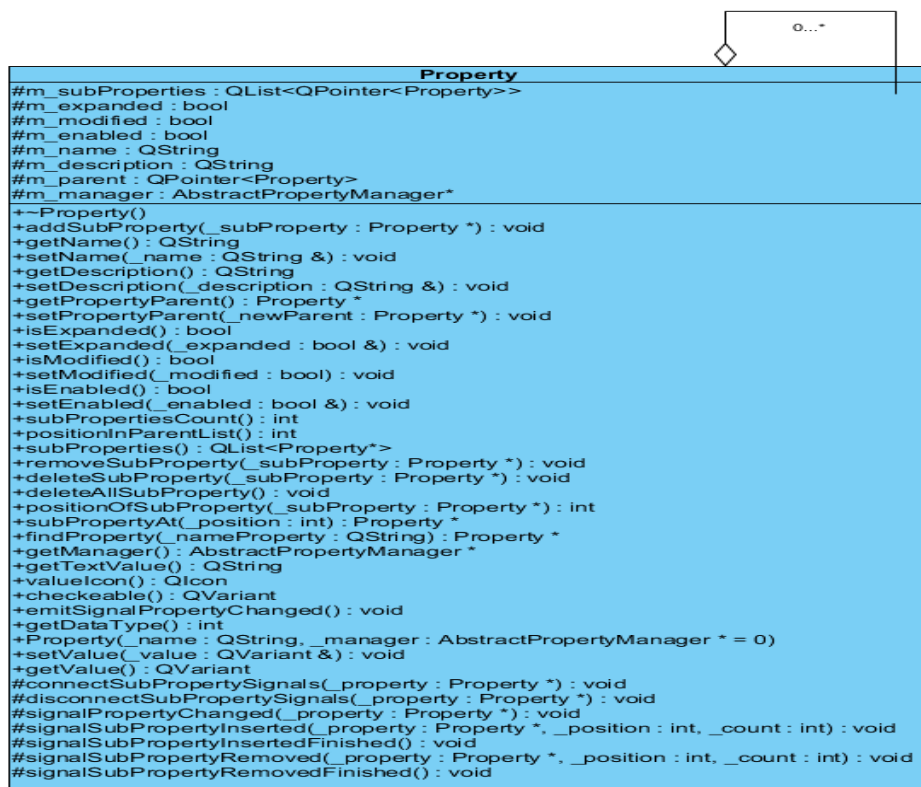 0...*
Property
#m_subProperties : QList<QPointer<Property>>
#m_expanded : bool
#m_modified : bool
#m_enabled : bool
#m_name : QString
#m_description : QString
#m_parent : QPointer<Property>
#m_manager : AbstractPropertyManager*
+~Property()
+addSubProperty(_subProperty : Property *) : void
+getName() : QString
+setName(_name : QString &) : void
+getDescription() : QString
+setDescription(_description : QString &) : void
+getPropertyParent() : Property *
+setPropertyParent(_newParent : Property *) : void
+isExpanded() : bool
+setExpanded(_expanded : bool &) : void
+isModified() : bool
+setModified(_modified : bool) : void
+isEnabled() : bool
+setEnabled(_enabled : bool &) : void
+subPropertiesCount() : int
+positionInParentList() : int
+subProperties() : QList<Property*>
+removeSubProperty(_subProperty : Property *) : void
+deleteSubProperty(_subProperty : Property *) : void
+deleteAllSubProperty() : void
+positionOfSubProperty(_subProperty : Property *) : int
+subPropertyAt(_position : int) : Property *
+findProperty(_nameProperty : QString) : Property *
+getManager() : AbstractPropertyManager *
+getTextValue() : QString
+valueIcon() : QIcon
+checkeable() : QVariant
+emitSignalPropertyChanged() : void
+getDataType() : int
+Property(_name : QString, _manager : AbstractPropertyManager * = 0)
+setValue(_value : QVariant &) : void
+getValue() : QVariant
#connectSubPropertySignals(_property : Property *) : void
#disconnectSubPropertySignals(_property : Property *) : void
#signalPropertyChanged(_property : Property *) : void
#signalSubPropertyInserted(_property : Property *, _position : int, _count : int) : void
#signalSubPropertyInsertedFinished() : void
#signalSubPropertyRemoved(_property : Property *, _position : int, _count : int) : void
#signalSubPropertyRemovedFinished() : void